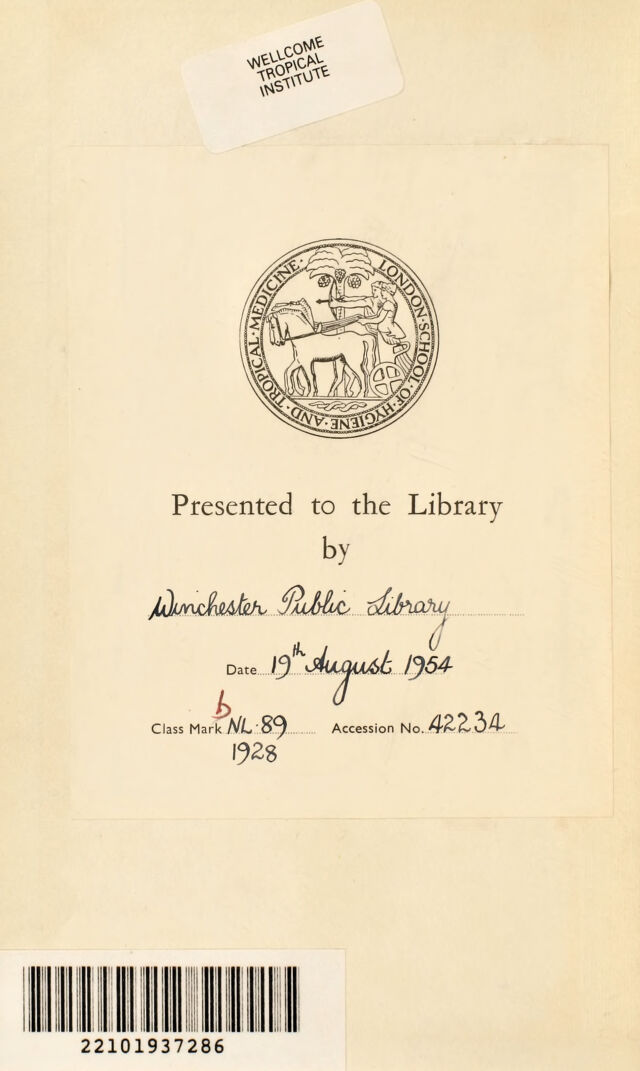 WELLCOME
TROPICAL
INSTITUTE
LONDON·SCHOOL·OF·HYGIENE·AND·TROPICAL·MEDICINE·
Presented to the Library
by
Winchester Public Library
Date 19th August 1954
b
Class Mark NL·89 Accession No. 42234
1928
22101937286